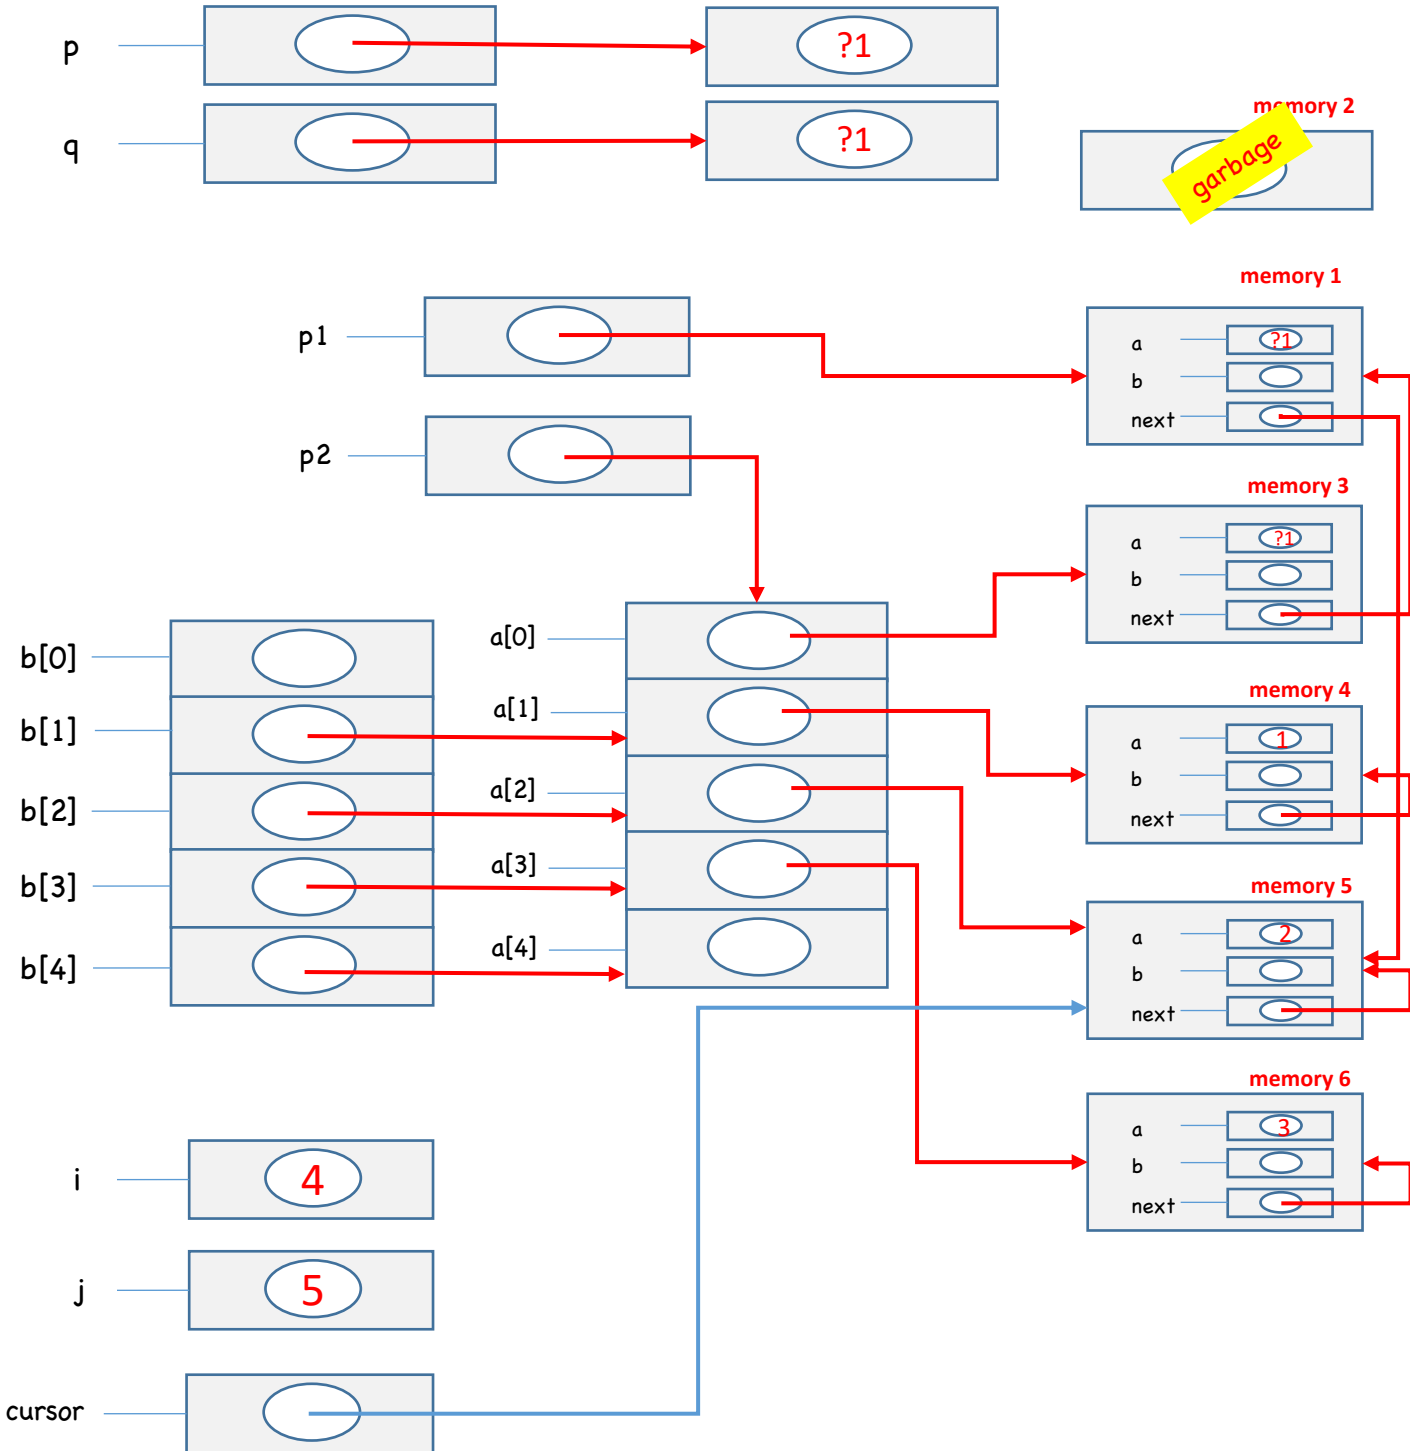 p
?1
q
?1
memory 2
garbage
memory 1
p1
a
?1
b
next
p2
memory 3
a
?1
b
next
b[0]
a[0]
b[1]
a[1]
memory 4
a
1
b
next
b[2]
a[2]
b[3]
a[3]
memory 5
a
2
b
next
b[4]
a[4]
memory 6
a
3
b
next
i
4
j
5
cursor